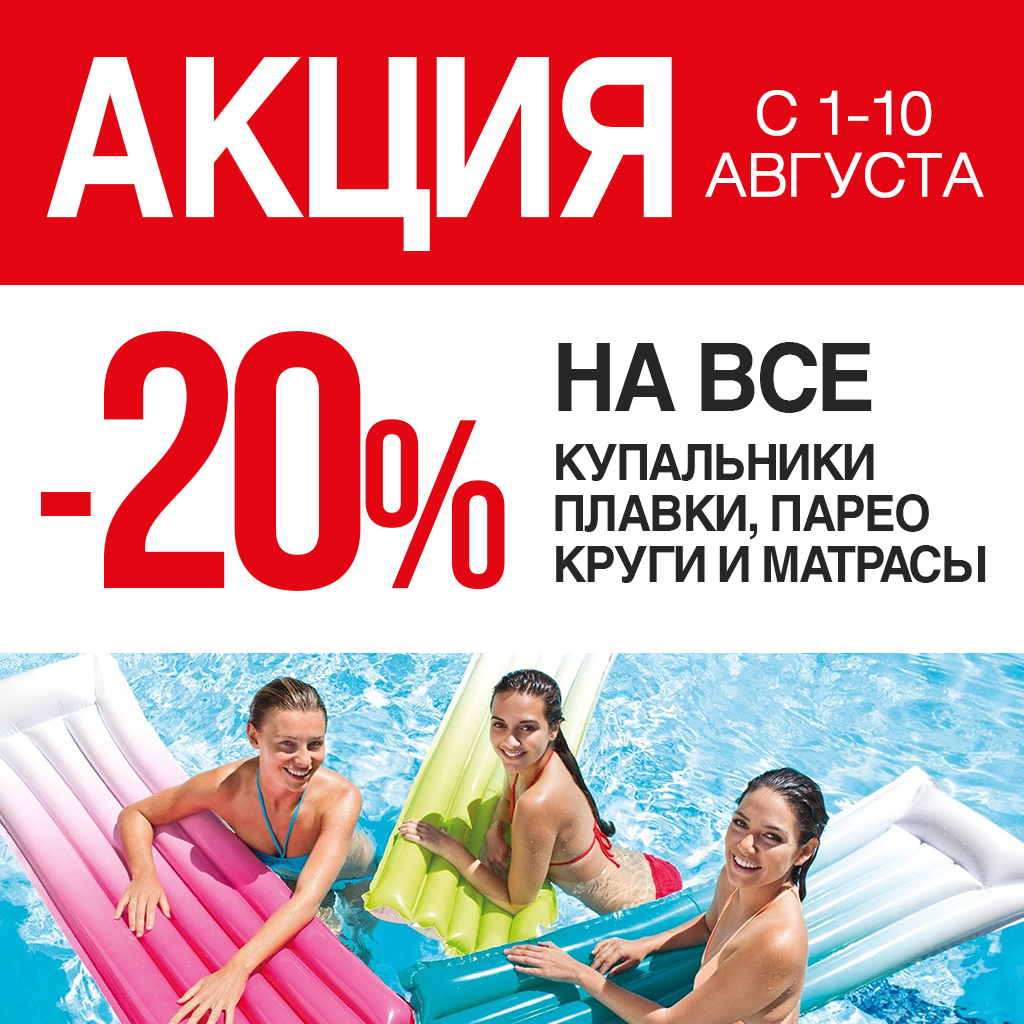 АКЦИЯ
С 1-10
АВГУСТА
-20%
НА ВСЕ
КУПАЛЬНИКИ
ПЛАВКИ, ПАРЕО
КРУГИ И МАТРАСЫ